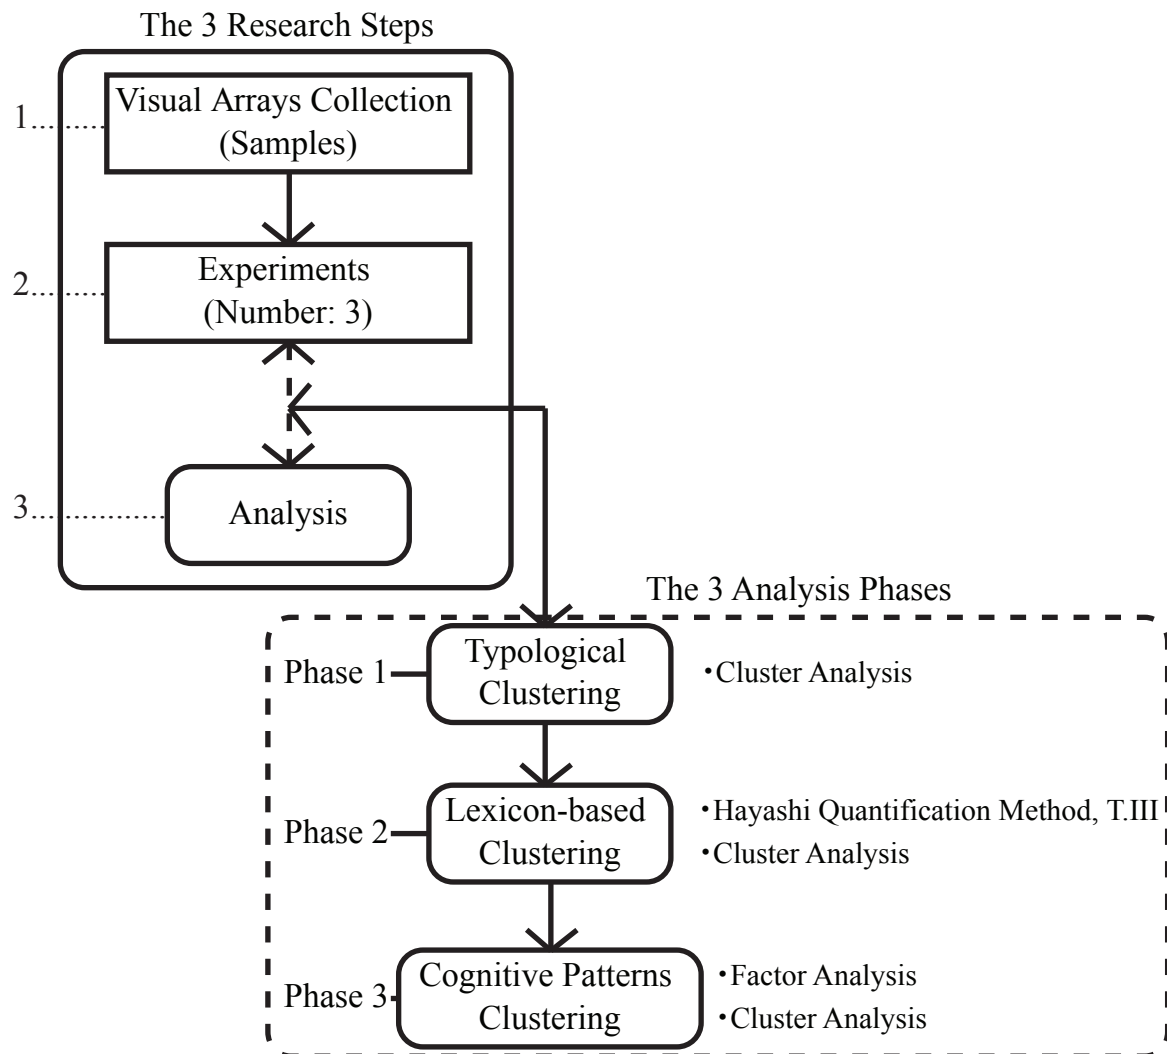 The 3 Research Steps
1
Visual Arrays Collection
(Samples)
2
Experiments
(Number: 3)
3
Analysis
The 3 Analysis Phases
Phase 1
Typological
Clustering
・Cluster Analysis
Phase 2
Lexicon-based
Clustering
・Hayashi Quantification Method, T.III
・Cluster Analysis
Phase 3
Cognitive Patterns
Clustering
・Factor Analysis
・Cluster Analysis